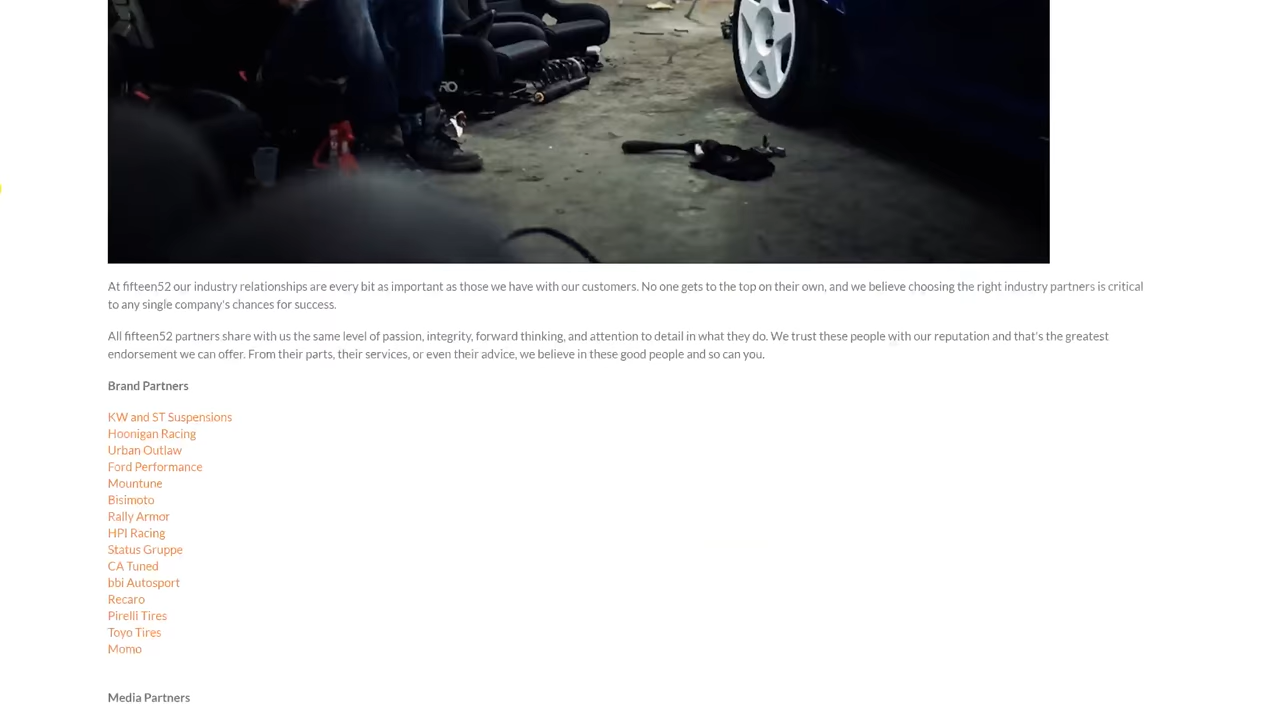 At fifteen52 our industry relationships are every bit as important as those we have with our customers. No one gets to the top on their own, and we believe choosing the right industry partners is critical
to any single company's chances for success.
All fifteen52 partners share with us the same level of passion, integrity, forward thinking, and attention to detail in what they do. We trust these people with our reputation and that's the greatest
endorsement we can offer. From their parts, their services, or even their advice, we believe in these good people and so can you.
Brand Partners
KW and ST Suspensions
Hoonigan Racing
Urban Outlaw
Ford Performance
Mountune
Bisimoto
Rally Armor
HPI Racing
Status Gruppe
CA Tuned
bbi Autosport
Recaro
Pirelli Tires
Toyo Tires
Momo
Media Partners